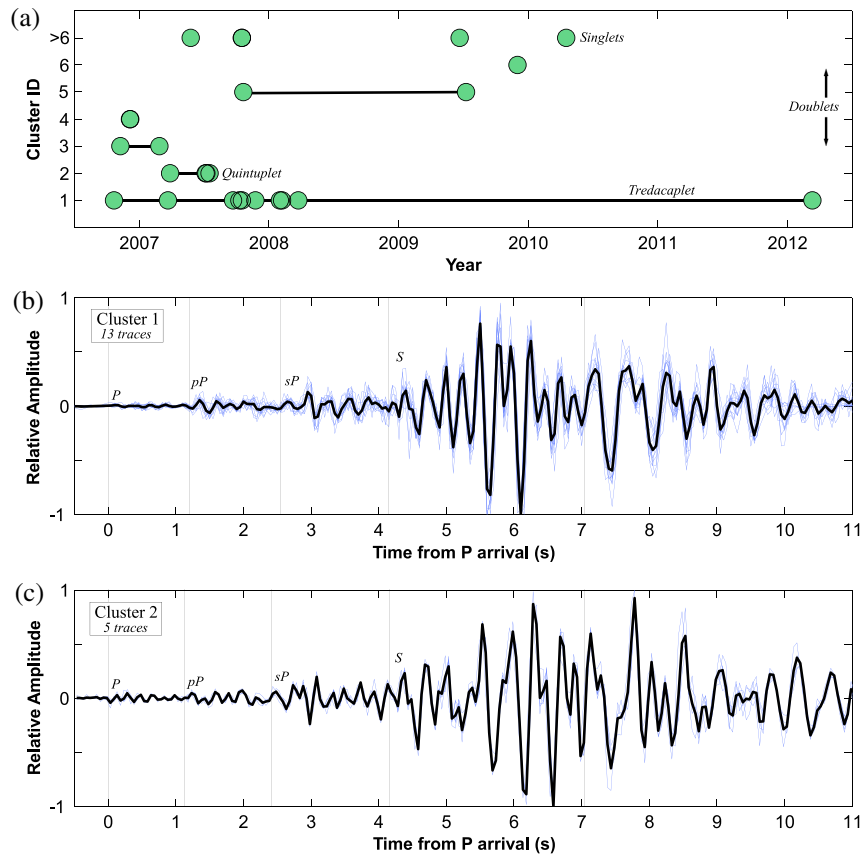 (a)
>6
6
5
4
3
2
1
Cluster ID
Singlets
Doublets
Quintuplet
Tredacaplet
2007 2008 2009 2010 2011 2012
Year
(b)
1
0
-1
Relative Amplitude
Cluster 1
13 traces
P pP sP S
0 1 2 3 4 5 6 7 8 9 10 11
Time from P arrival (s)
(c)
1
0
-1
Relative Amplitude
Cluster 2
5 traces
P pP sP S
0 1 2 3 4 5 6 7 8 9 10 11
Time from P arrival (s)